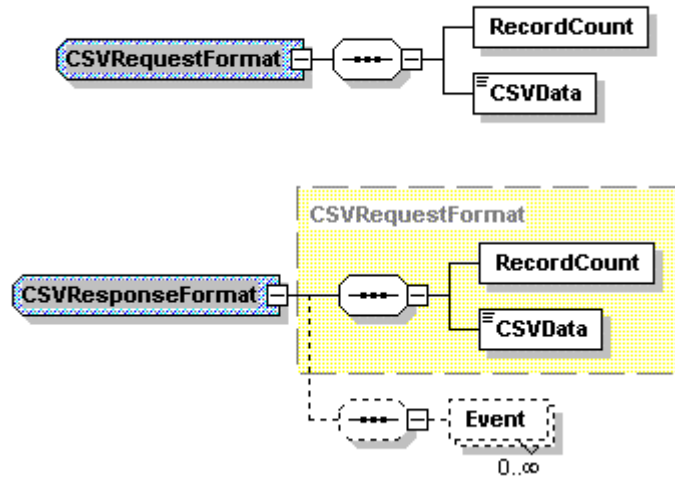 RecordCount
CSVRequestFormat
CSVData
CSVRequestFormat
RecordCount
CSVResponseFormat
CSVData
Event
0..∞